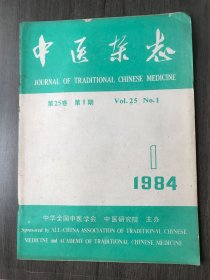 中医杂志
JOURNAL OF TRADITIONAL CHINESE MEDICINE
第25卷 第1期 Vol.25 No.1
1
1984
中华全国中医学会 中医研究院 主办
Sponsored by ALL-CHINA ASSOCIATION OF TRADITIONAL CHINESE
MEDICINE and ACADEMY OF TRADITIONAL CHINESE MEDICINE